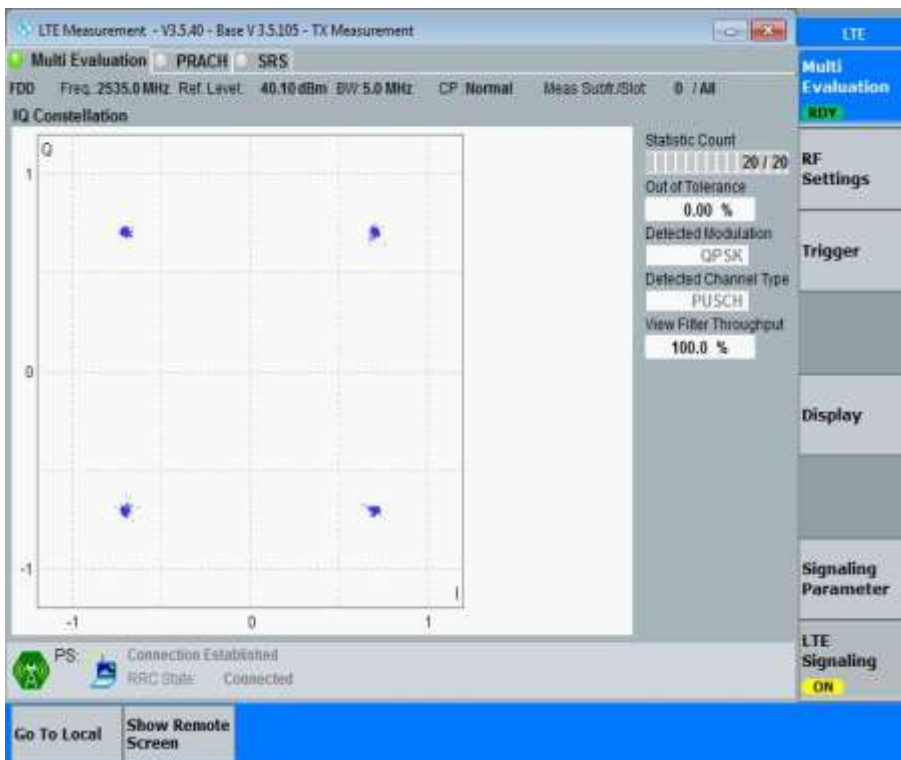 LTE Measurement - V3.5.40 - Base V 3.5.105 - TX Measurement
LTE
Multi Evaluation PRACH SRS
Multi
Evaluation
RDY
FDD Freq. 2535.0 MHz Ref. Level: 40.10 dBm BW: 5.0 MHz CP: Normal Meas Subfr./Slot: 0 / All
IQ Constellation
Q
1
0
-1
I
-1 0 1
Statistic Count
20 / 20
Out of Tolerance
0.00 %
Detected Modulation
QPSK
Detected Channel Type
PUSCH
View Filter Throughput
100.0 %
RF
Settings
Trigger
Display
Signaling
Parameter
LTE
Signaling
ON
PS: Connection Established
RRC State: Connected
Go To Local
Show Remote
Screen